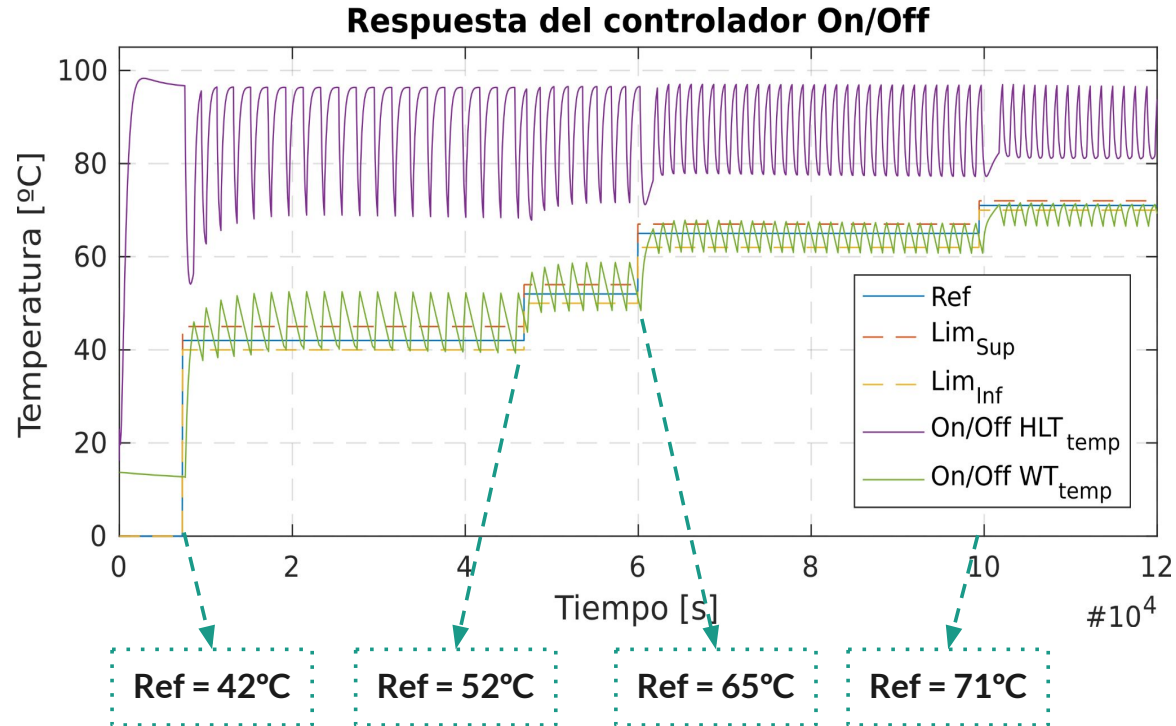 Respuesta del controlador On/Off
Temperatura [ºC]
100
80
60
40
20
0
0 2 4 6 8 10 12
Tiempo [s]
#10^4
Ref
Lim_Sup
Lim_Inf
On/Off HLT_temp
On/Off WT_temp
Ref = 42ºC
Ref = 52ºC
Ref = 65ºC
Ref = 71ºC